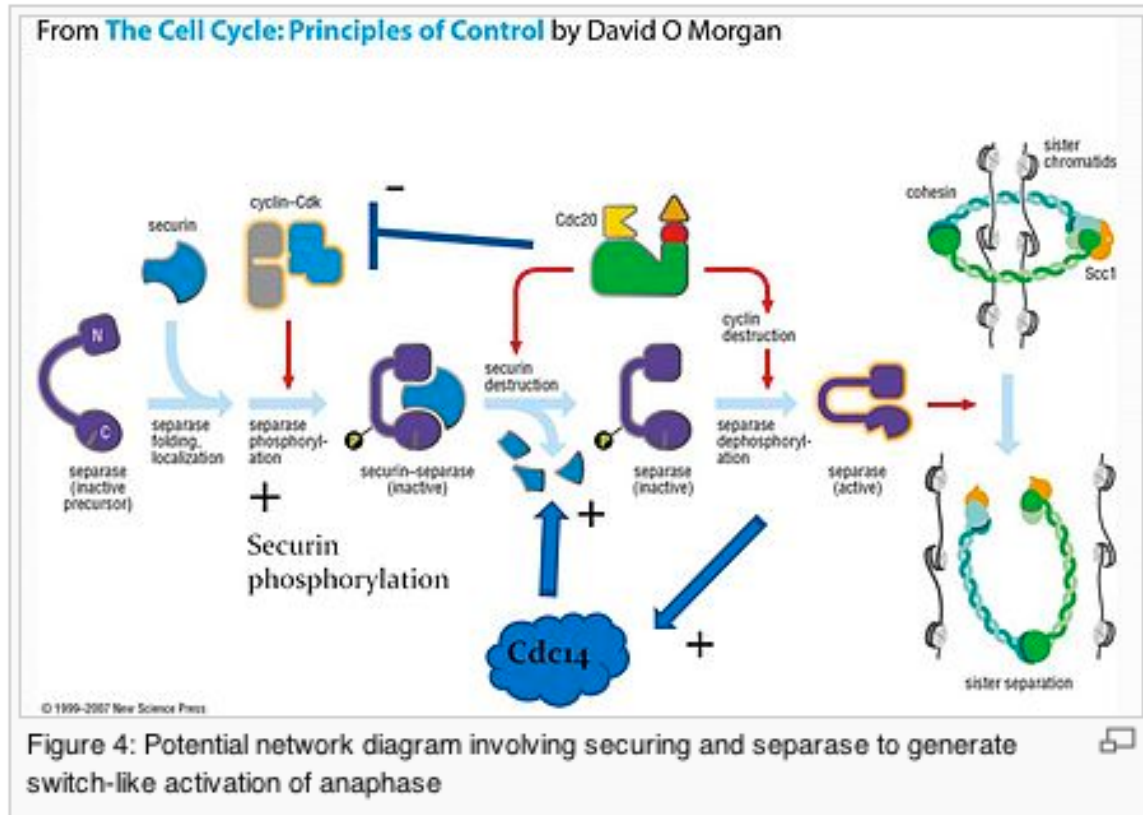 From The Cell Cycle: Principles of Control by David O Morgan
sister
chromatids
cohesin
Scc1
cyclin–Cdk
–
securin
Cdc20
N
C
cyclin
destruction
securin
destruction
separase
folding,
localization
separase
phosphoryl-
ation
P
P
separase
dephosphoryl-
ation
separase
(inactive
precursor)
securin–separase
(inactive)
separase
(inactive)
separase
(active)
+
+
Securin
phosphorylation
Cdc14
+
sister separation
© 1999–2007 New Science Press
Figure 4: Potential network diagram involving securing and separase to generate
switch-like activation of anaphase